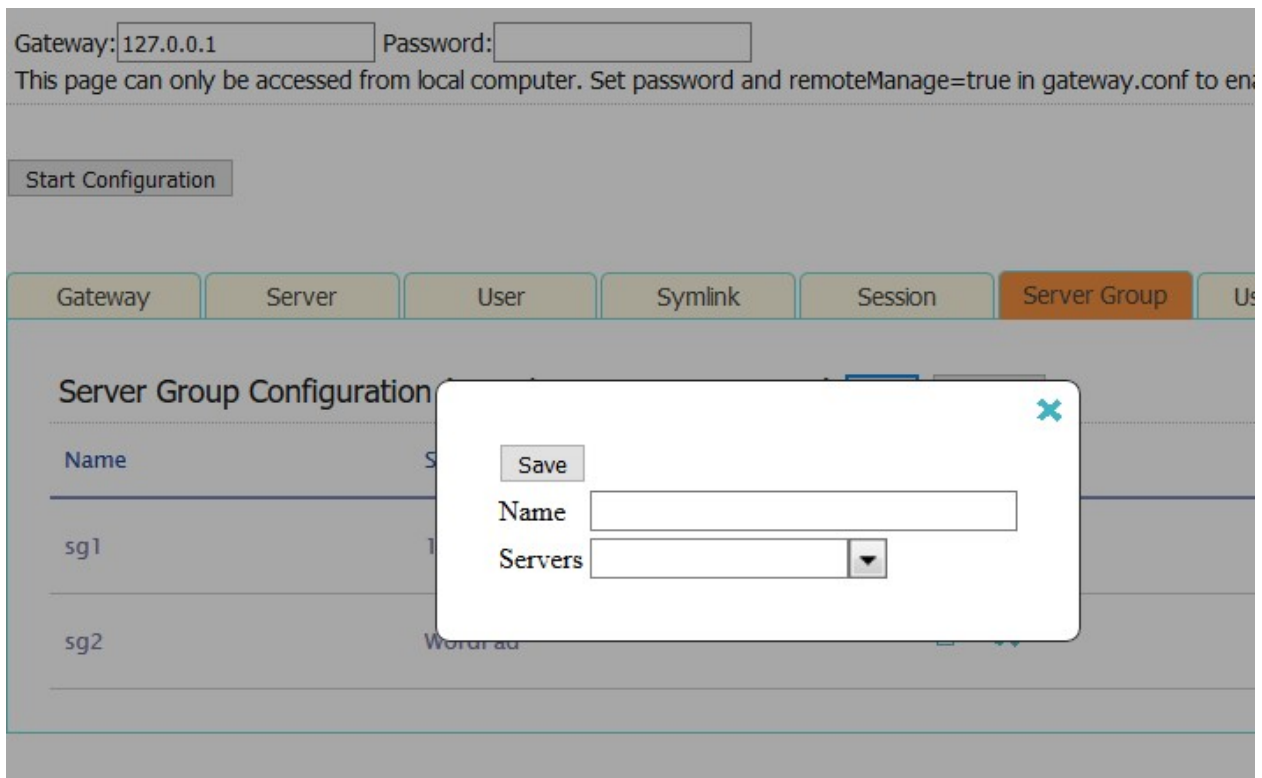 Gateway: 127.0.0.1 Password:
This page can only be accessed from local computer. Set password and remoteManage=true in gateway.conf to
Start Configuration
Gateway Server User Symlink Session Server Group
Server Group Configuration
Name
Save
Name
Servers
sg1
sg2 WordPad